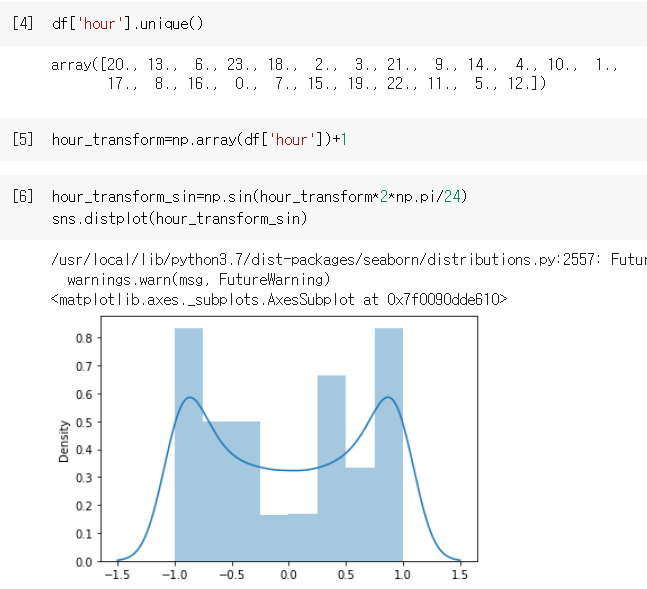 [4] df['hour'].unique()
array([20., 13., 6., 23., 18., 2., 3., 21., 9., 14., 4., 10., 1.,
17., 8., 16., 0., 7., 15., 19., 22., 11., 5., 12.])
[5] hour_transform=np.array(df['hour'])+1
[6] hour_transform_sin=np.sin(hour_transform*2*np.pi/24)
sns.distplot(hour_transform_sin)
/usr/local/lib/python3.7/dist-packages/seaborn/distributions.py:2557: Futur
warnings.warn(msg, FutureWarning)
<matplotlib.axes._subplots.AxesSubplot at 0x7f0090dde610>
0.8
0.7
0.6
0.5
0.4
0.3
0.2
0.1
0.0
Density
−1.5 −1.0 −0.5 0.0 0.5 1.0 1.5